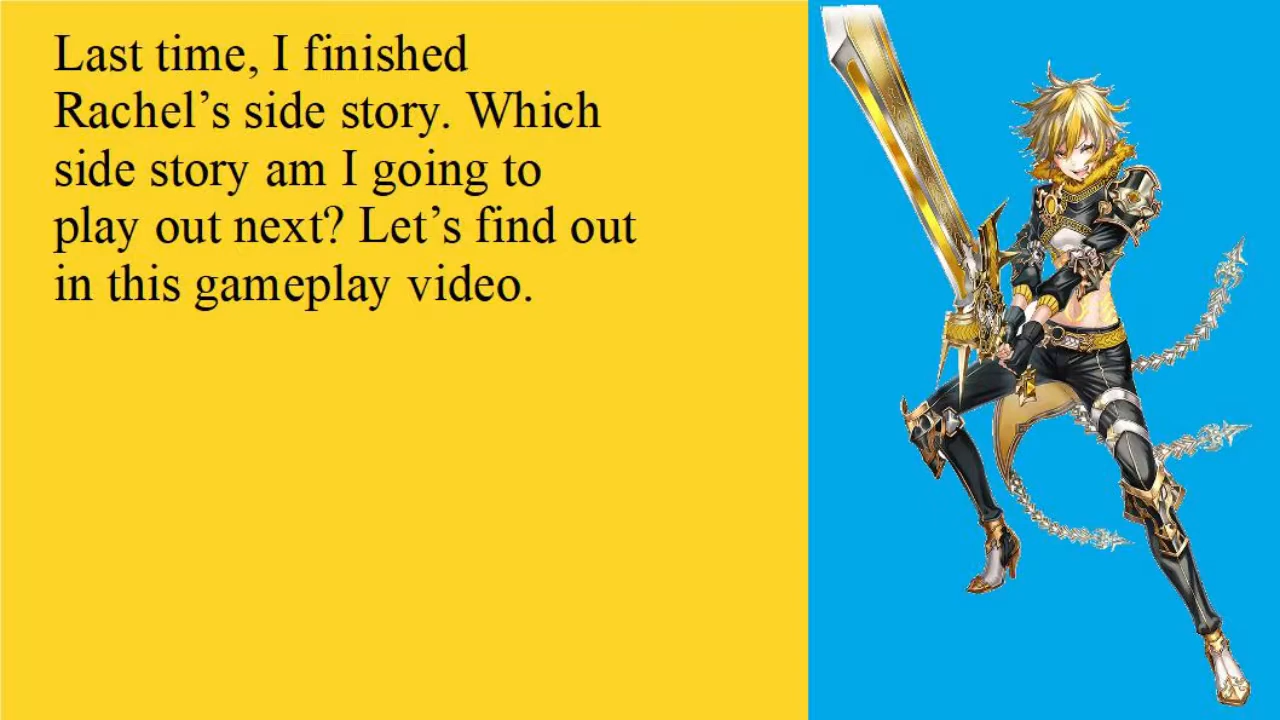 Last time, I finished
Rachel’s side story. Which
side story am I going to
play out next? Let’s find out
in this gameplay video.